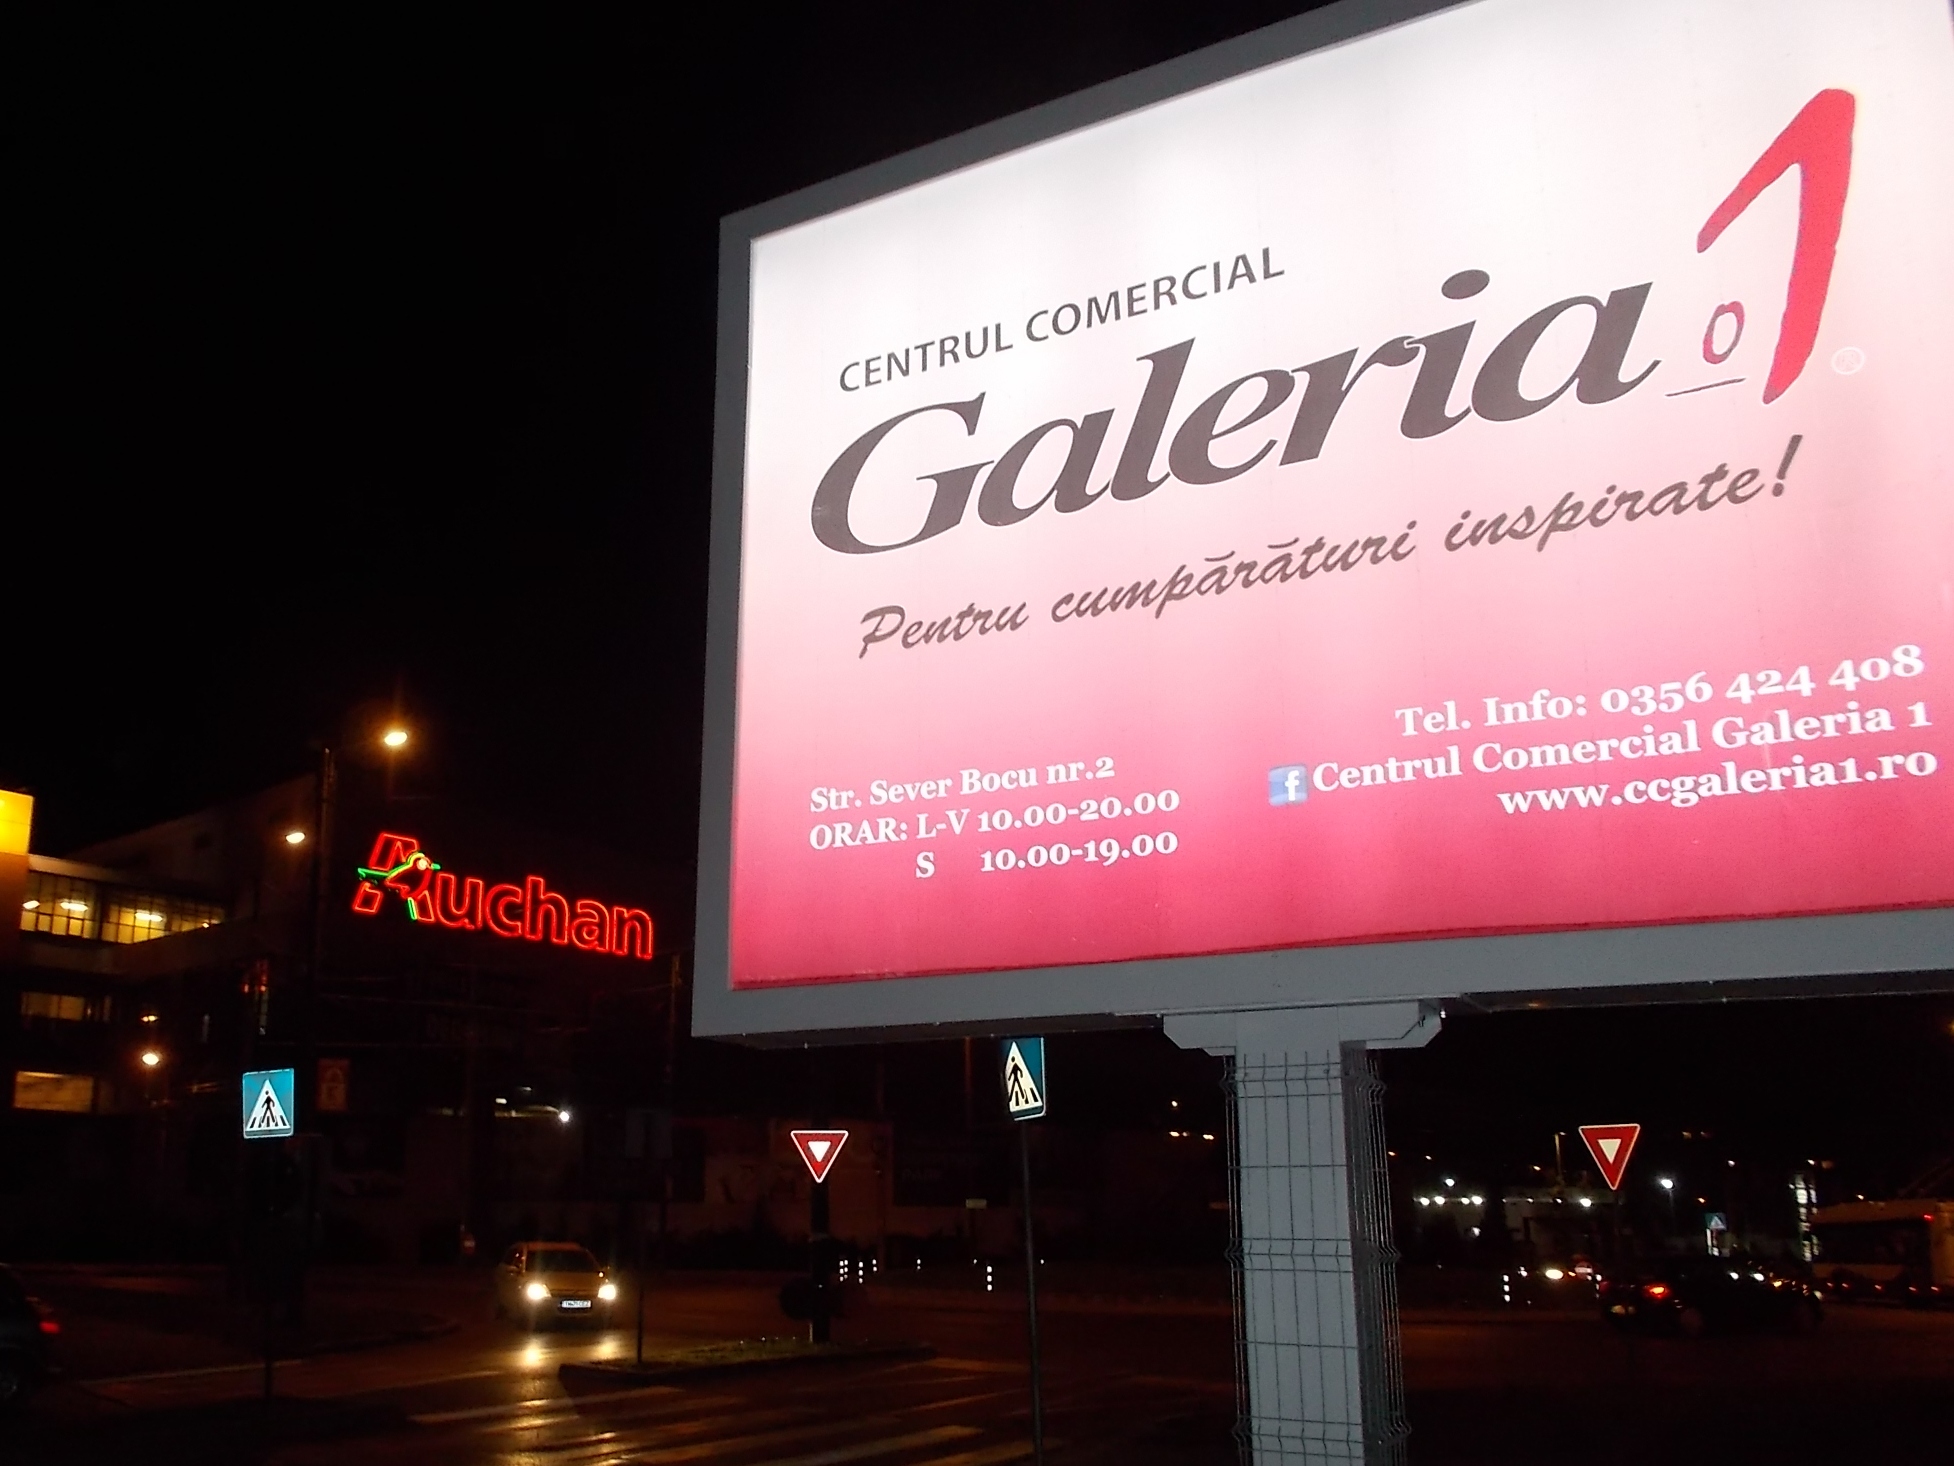 CENTRUL COMERCIAL
Galeria 1
Pentru cumpărături inspirate!
Str. Sever Bocu nr.2
ORAR: L-V 10.00-20.00
S 10.00-19.00
Tel. Info: 0356 424 408
f Centrul Comercial Galeria 1
www.ccgaleria1.ro
Auchan